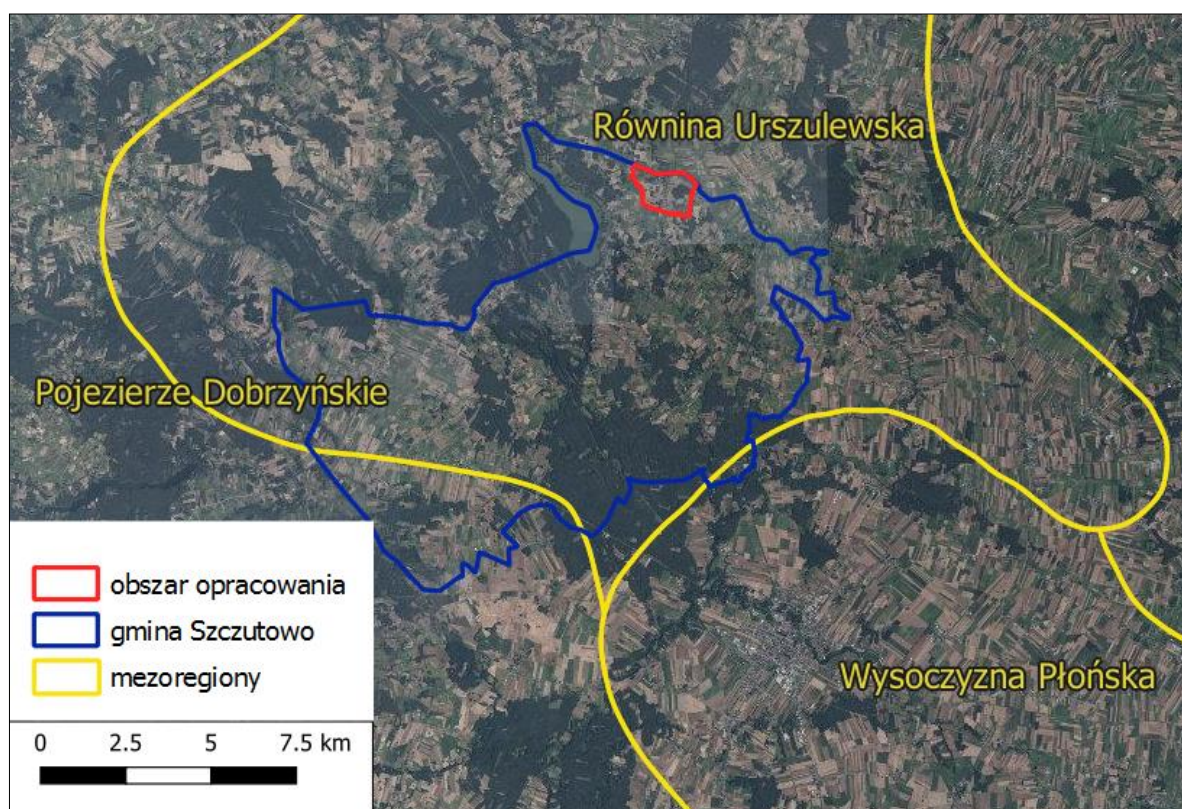 Równina Urszulewska
Pojezierze Dobrzyńskie
Wysoczyzna Płońska
obszar opracowania
gmina Szczutowo
mezoregiony
0 2.5 5 7.5 km